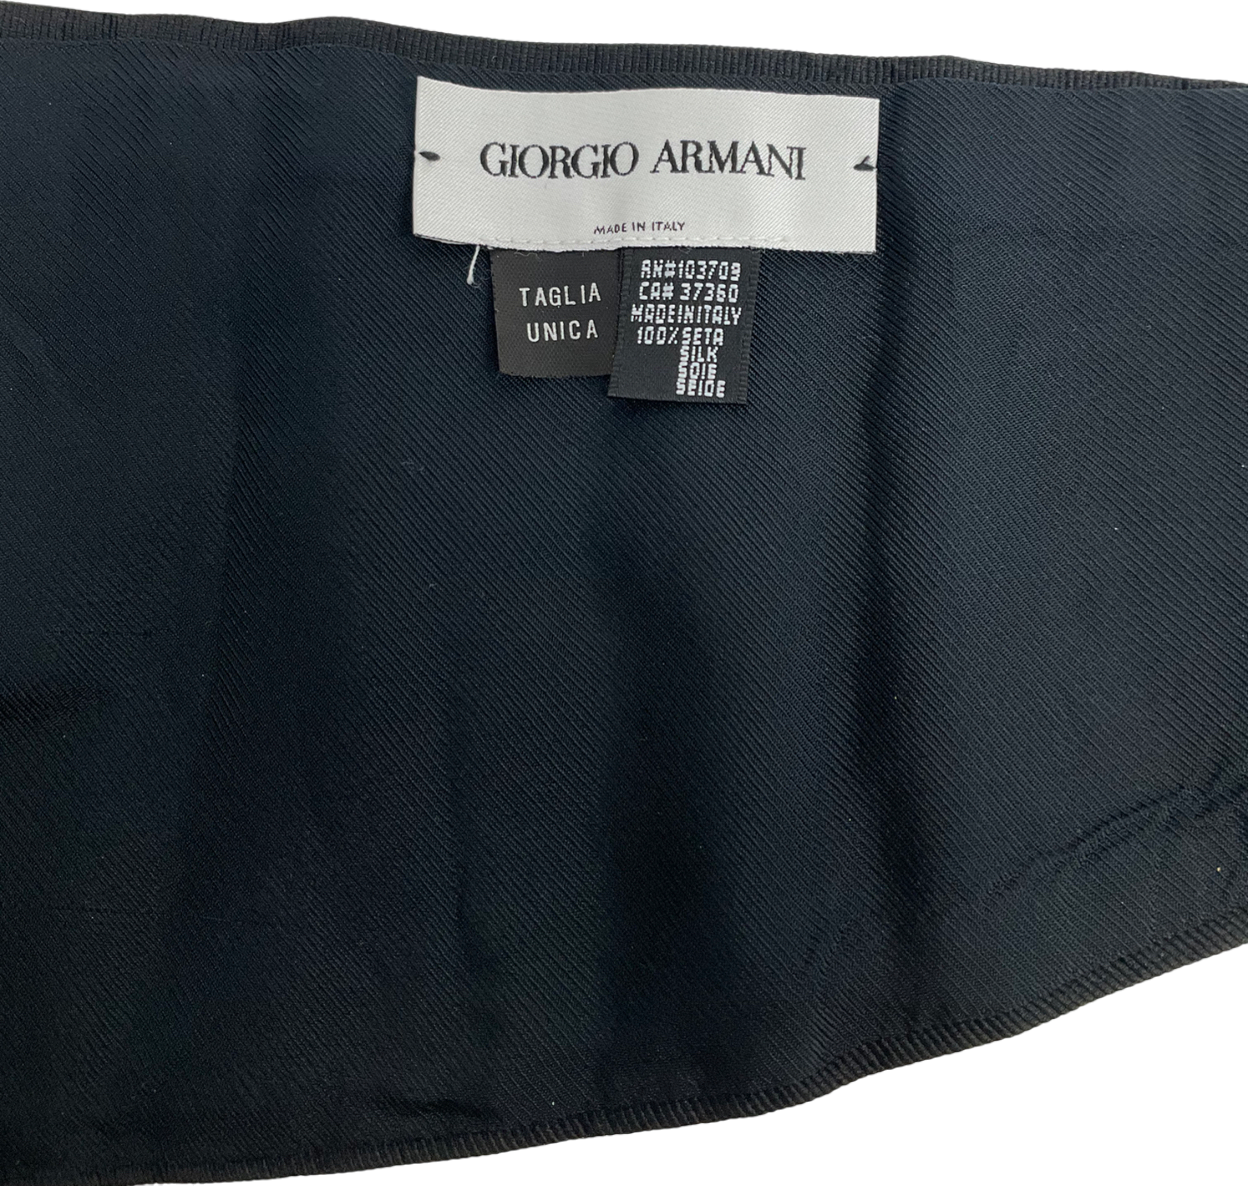 GIORGIO ARMANI
MADE IN ITALY
TAGLIA
UNICA
RN#103709
CA# 37360
MADEINITALY
100%SETA
SILK
SOIE
SEIDE